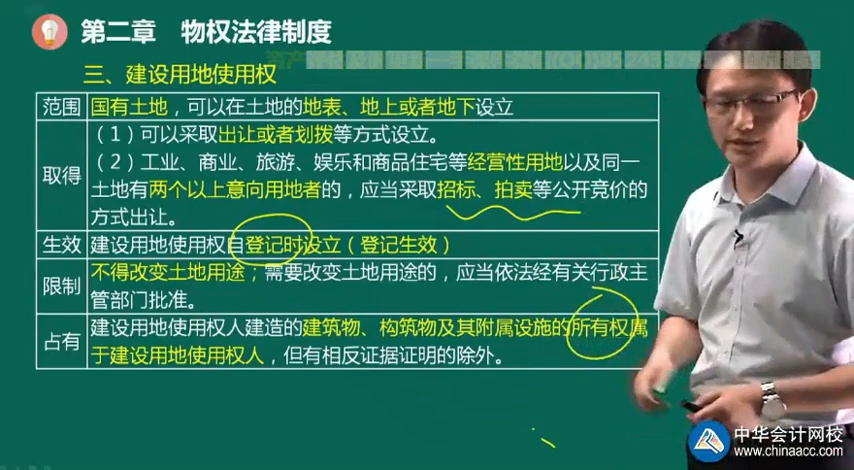 第二章 物权法律制度
三、建设用地使用权
范围 国有土地，可以在土地的地表、地上或者地下设立
取得 （1）可以采取出让或者划拨等方式设立。
（2）工业、商业、旅游、娱乐和商品住宅等经营性用地以及同一
土地有两个以上意向用地者的，应当采取招标、拍卖等公开竞价的
方式出让。
生效 建设用地使用权自登记时设立（登记生效）
限制 不得改变土地用途；需要改变土地用途的，应当依法经有关行政主
管部门批准。
占有 建设用地使用权人建造的建筑物、构筑物及其附属设施的所有权属
于建设用地使用权人，但有相反证据证明的除外。
中华会计网校
www.chinaacc.com